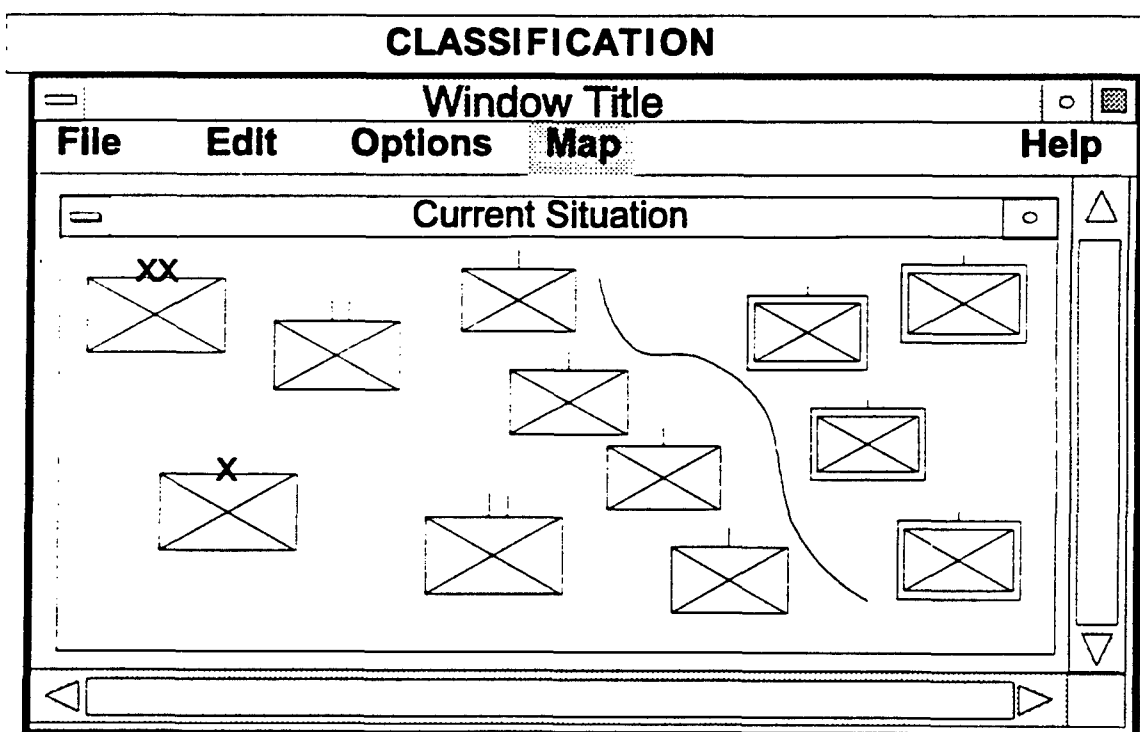 CLASSIFICATION
Window Title
File Edit Options Map Help
Current Situation
XX
X